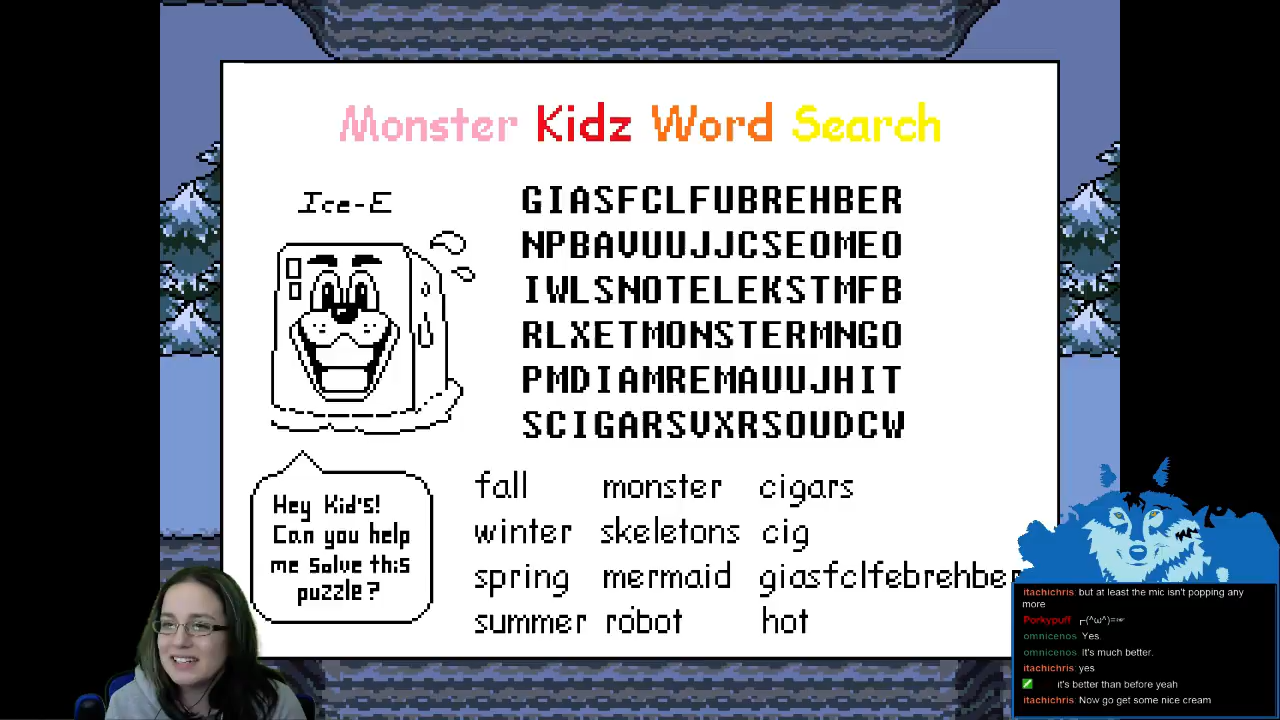 Monster Kidz Word Search
Ice-E
GIASFCLFUBREHBER
NPBAVUUJJCSEOMEO
IWLSNOTELEKSTMFB
RLXETMONSTERMNGO
PMDIAMREMAUUJHIT
SCIGARSVXRSOUDCW
fall monster cigars
winter skeletons cig
spring mermaid giasfclfebrehber
summer robot hot
Hey Kid's!
Can you help
me Solve this
puzzle?
itachichris: but at least the mic isn't popping any
more
Porkypuff
omnicenos: Yes.
omnicenos: It's much better.
itachichris: yes
it's better than before yeah
itachichris: Now go get some nice cream